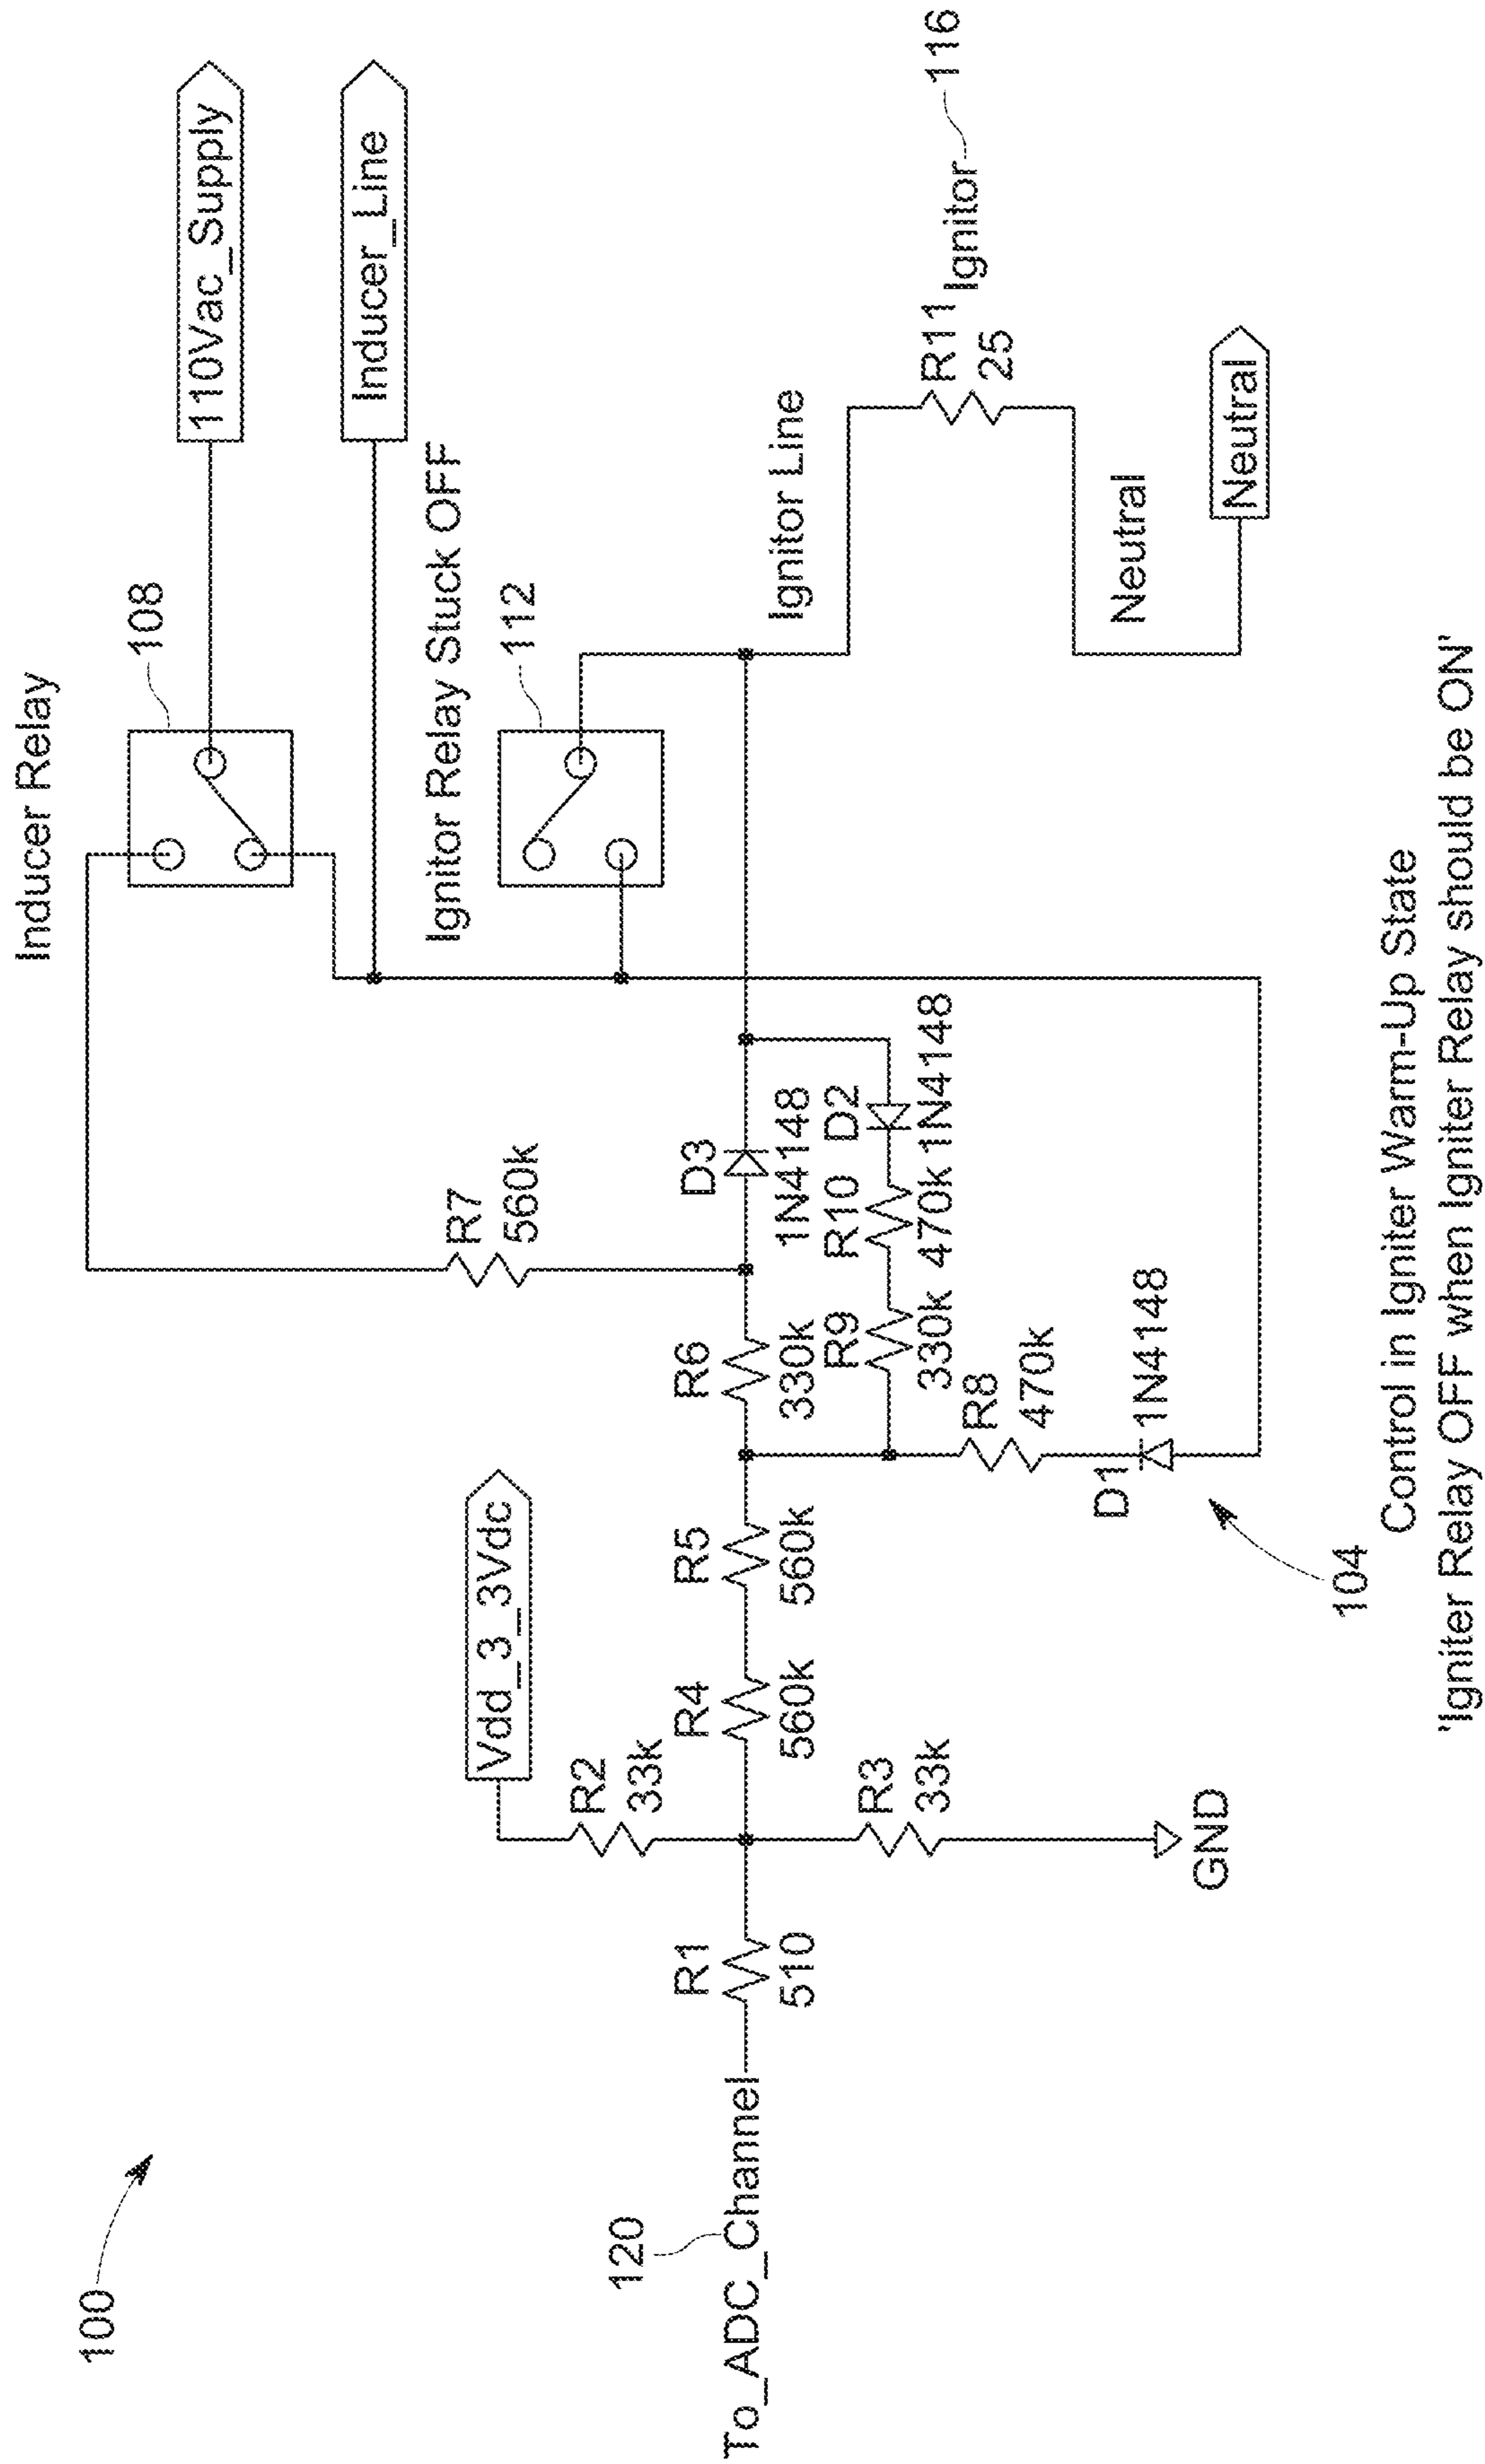 100
Inducer Relay
108
110Vac_Supply
Inducer_Line
Ignitor Relay Stuck OFF
112
R7
560k
Vdd_3_3Vdc
R2
33k
120
To_ADC_Channel
R1
510
R4
560k
R5
560k
R6
330k
D3
1N4148
Ignitor Line
R3
33k
GND
R9
330k
R10
470k
D2
1N4148
R8
470k
D1
1N4148
R11
25
Ignitor
116
Neutral
Neutral
104
Control in Igniter Warm-Up State
'Igniter Relay OFF when Igniter Relay should be ON'